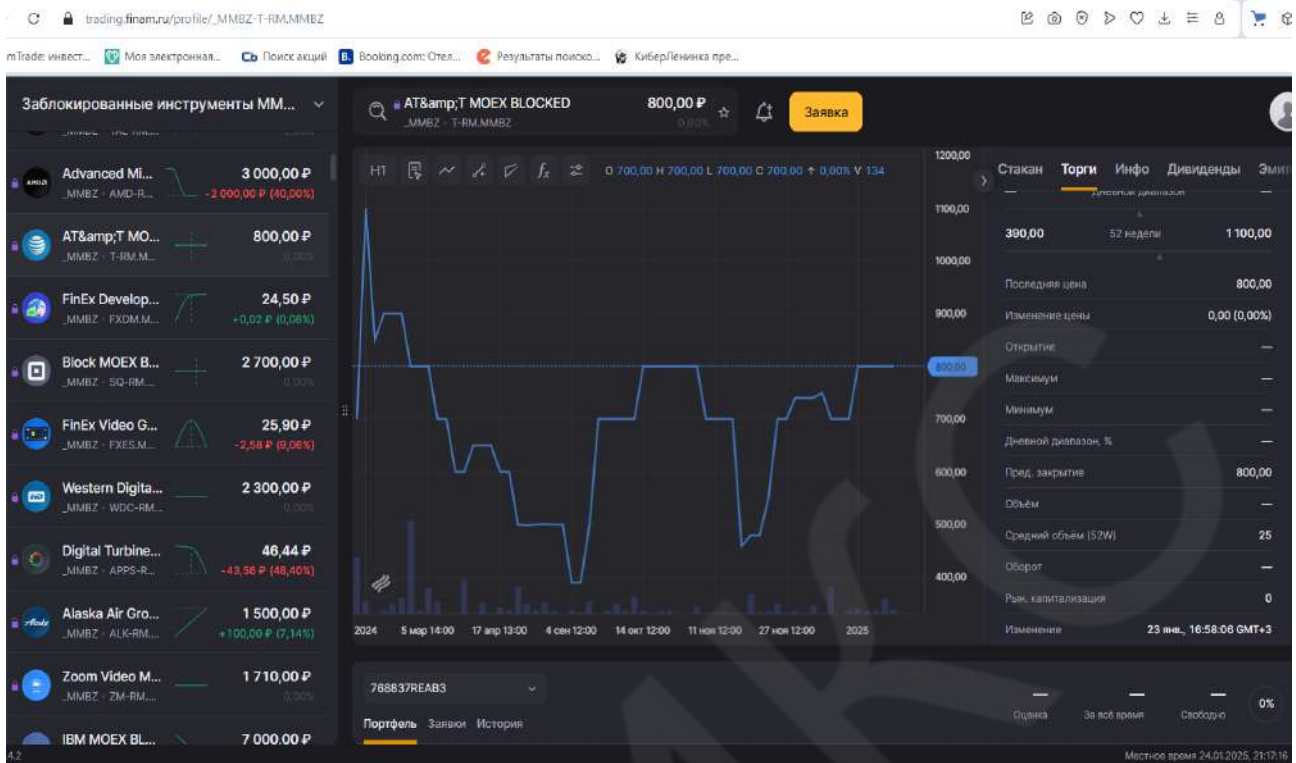 trading.finam.ru/profile/_MMBZ-T-RM.MMBZ
mTrade: инвест... Моя электронная... Поиск акций Booking.com: Отел... Результаты поиско... КиберЛенинка пре...
Заблокированные инструменты ММ...
Advanced Mi... 3 000,00 ₽
_MMBZ - AMD-R... -2 000,00 ₽ (40,00%)
AT&amp;T MO... 800,00 ₽
_MMBZ - T-RM.M... 0,00%
FinEx Develop... 24,50 ₽
_MMBZ - FXDM.M... +0,02 ₽ (0,08%)
Block MOEX B... 2 700,00 ₽
_MMBZ - SQ-RM.... 0,00%
FinEx Video G... 25,90 ₽
_MMBZ - FXES.M... -2,58 ₽ (9,06%)
Western Digita... 2 300,00 ₽
_MMBZ - WDC-RM... 0,00%
Digital Turbine... 46,44 ₽
_MMBZ - APPS-R... -43,56 ₽ (48,40%)
Alaska Air Gro... 1 500,00 ₽
_MMBZ - ALK-RM.... +100,00 ₽ (7,14%)
Zoom Video M... 1 710,00 ₽
_MMBZ - ZM-RM.... 0,00%
IBM MOEX BL... 7 000,00 ₽
4.2
AT&amp;T MOEX BLOCKED 800,00 ₽
_MMBZ - T-RM.MMBZ 0,00%
Заявка
H1 fx O 700,00 H 700,00 L 700,00 C 700,00 ↑ 0,00% V 134
1200,00
1100,00
1000,00
900,00
800,00
700,00
600,00
500,00
400,00
2024 5 мар 14:00 17 апр 13:00 4 сен 12:00 14 окт 12:00 11 ноя 12:00 27 ноя 12:00 2025
Стакан Торги Инфо Дивиденды Эмит
— Дневной диапазон —
390,00 52 недели 1 100,00
Последняя цена 800,00
Изменение цены 0,00 (0,00%)
Открытие —
Максимум —
Минимум —
Дневной диапазон, % —
Пред. закрытие 800,00
Объём —
Средний объём (52W) 25
Оборот —
Рын. капитализация 0
Изменение 23 янв., 16:58:06 GMT+3
768837REAB3
Портфель Заявки История
— — — 0%
Оценка За всё время Свободно
Местное время 24.01.2025, 21:17:16